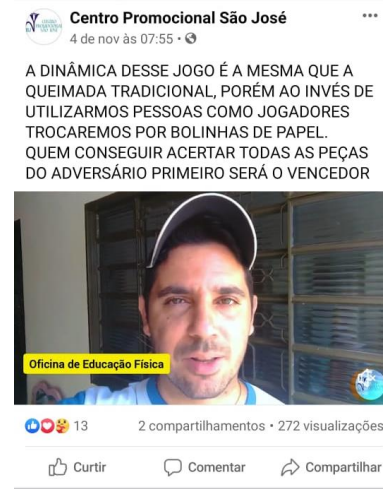 Centro Promocional São José
4 de nov às 07:55 •
A DINÂMICA DESSE JOGO É A MESMA QUE A
QUEIMADA TRADICIONAL, PORÉM AO INVÉS DE
UTILIZARMOS PESSOAS COMO JOGADORES
TROCAREMOS POR BOLINHAS DE PAPEL.
QUEM CONSEGUIR ACERTAR TODAS AS PEÇAS
DO ADVERSÁRIO PRIMEIRO SERÁ O VENCEDOR
Oficina de Educação Física
13
2 compartilhamentos • 272 visualizações
Curtir
Comentar
Compartilhar